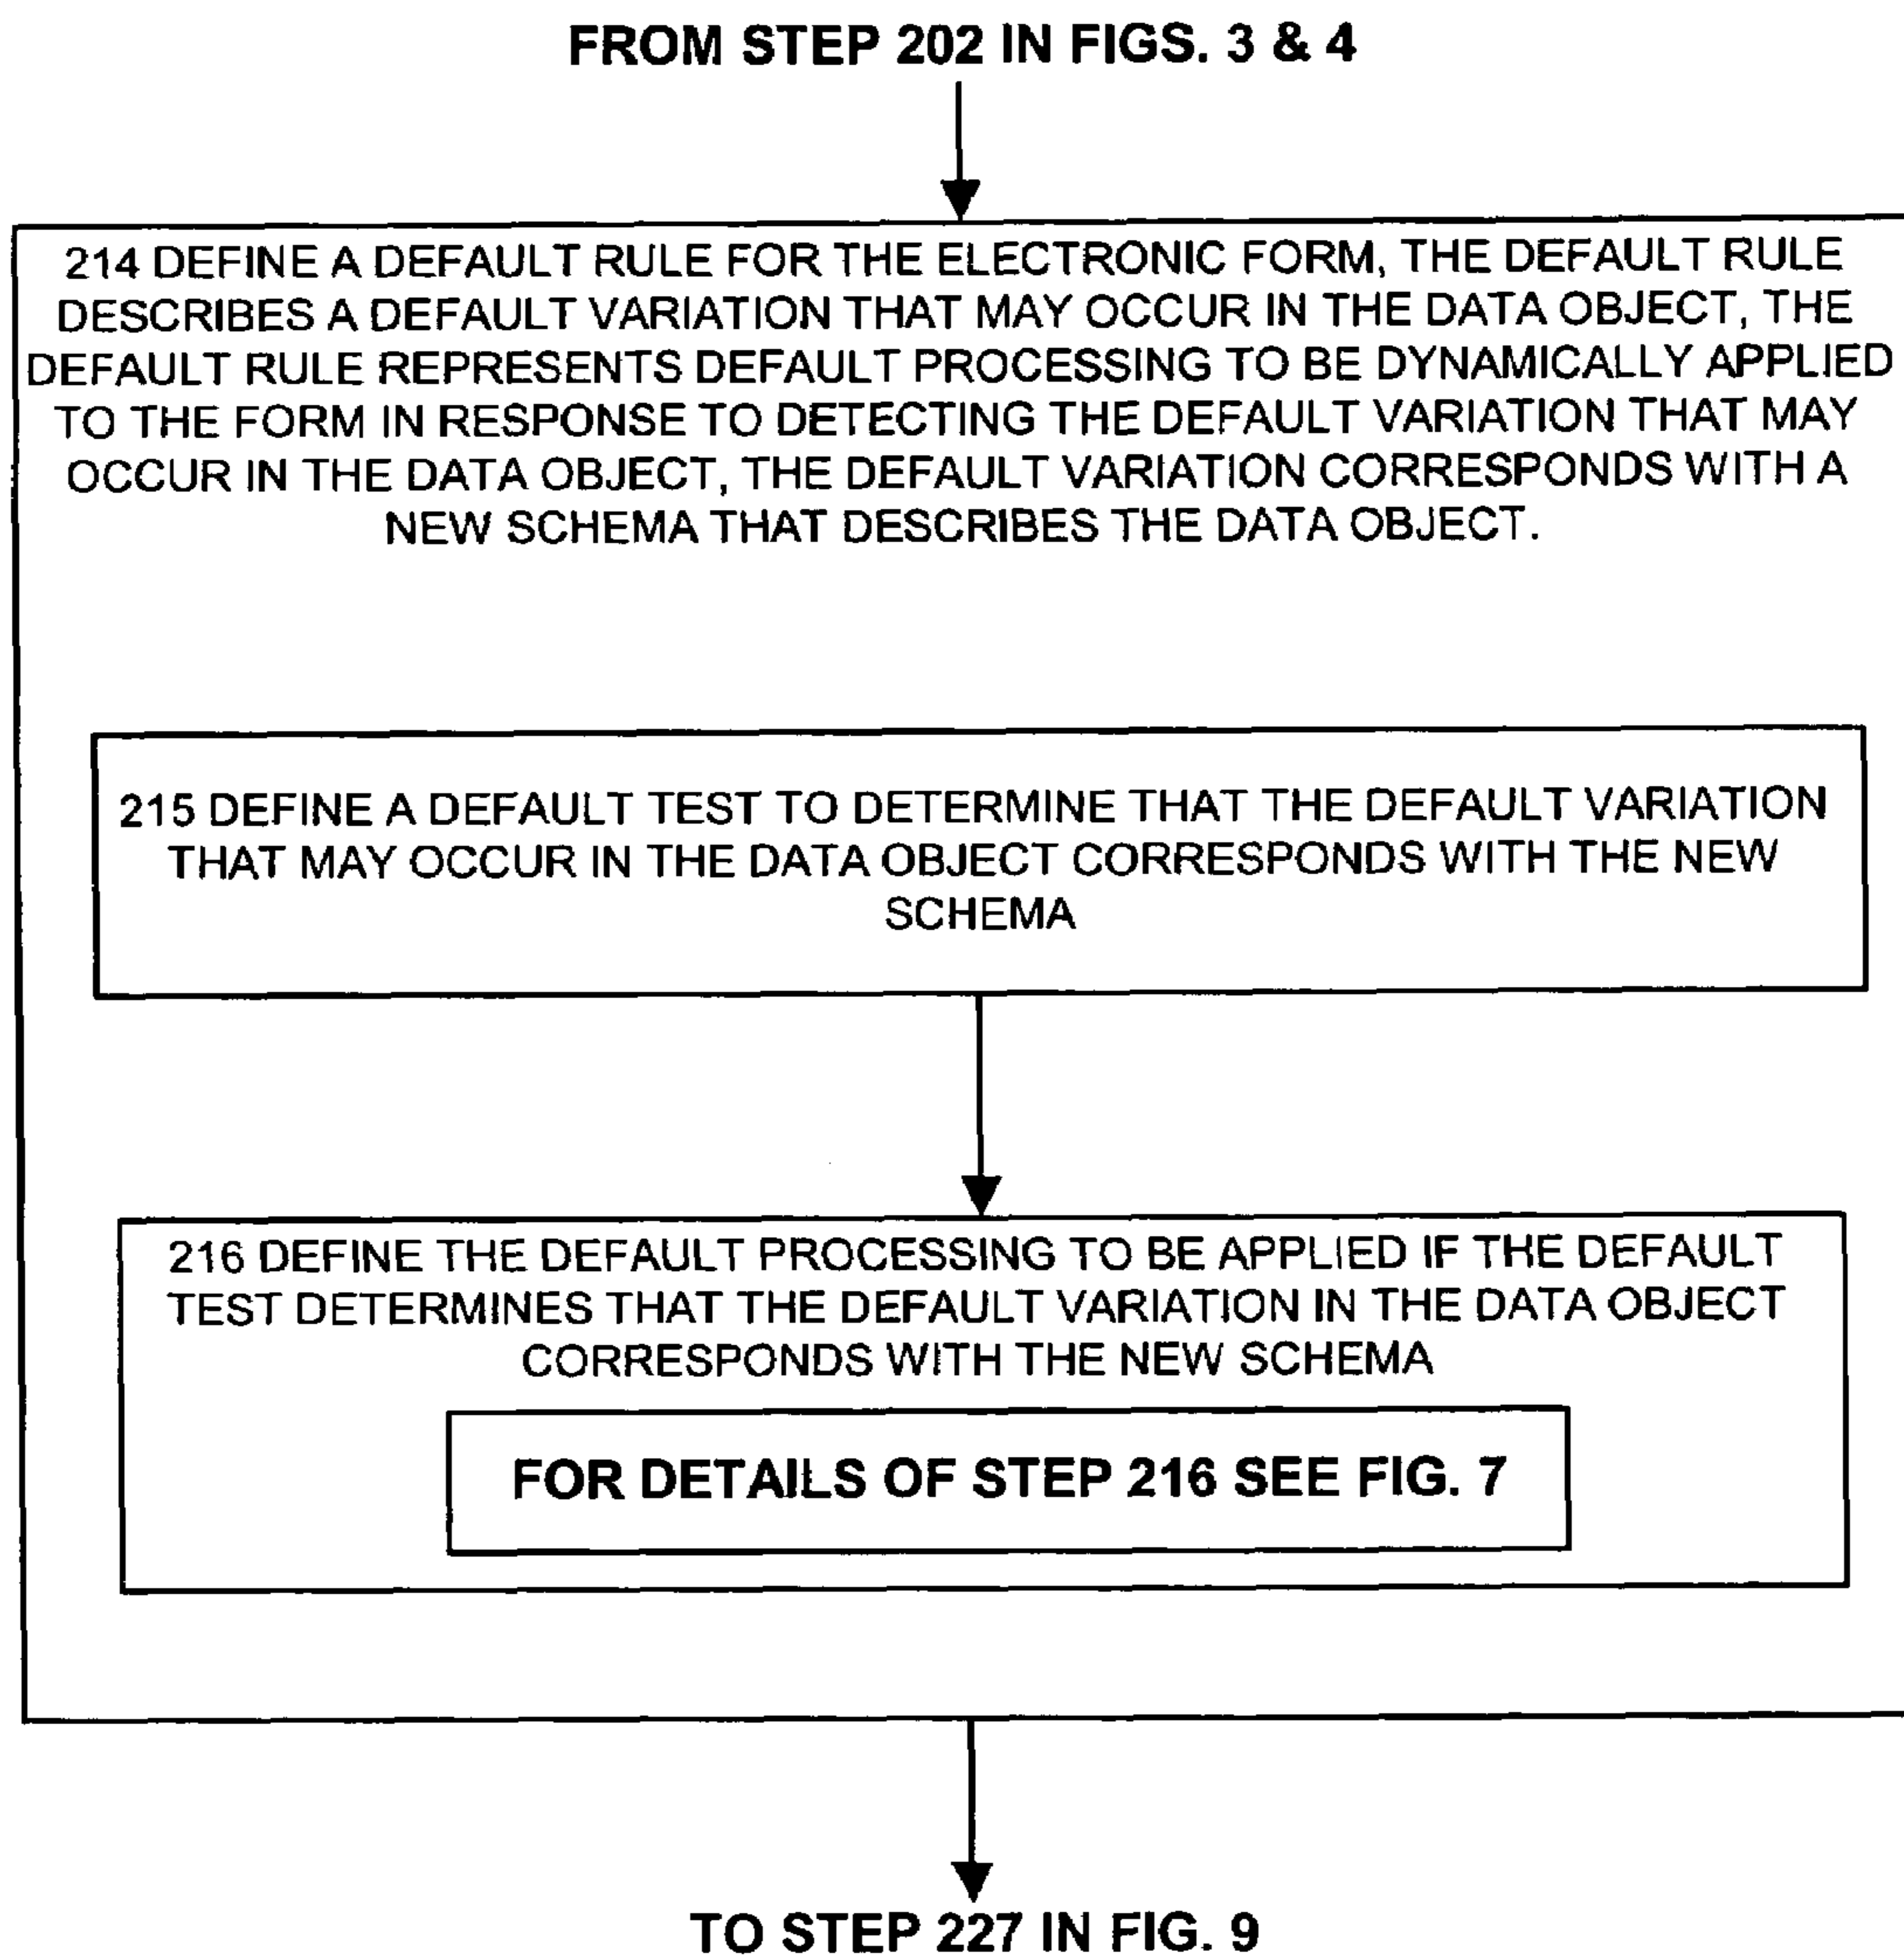 FROM STEP 202 IN FIGS. 3 & 4
214 DEFINE A DEFAULT RULE FOR THE ELECTRONIC FORM, THE DEFAULT RULE
DESCRIBES A DEFAULT VARIATION THAT MAY OCCUR IN THE DATA OBJECT, THE
DEFAULT RULE REPRESENTS DEFAULT PROCESSING TO BE DYNAMICALLY APPLIED
TO THE FORM IN RESPONSE TO DETECTING THE DEFAULT VARIATION THAT MAY
OCCUR IN THE DATA OBJECT, THE DEFAULT VARIATION CORRESPONDS WITH A
NEW SCHEMA THAT DESCRIBES THE DATA OBJECT.
215 DEFINE A DEFAULT TEST TO DETERMINE THAT THE DEFAULT VARIATION
THAT MAY OCCUR IN THE DATA OBJECT CORRESPONDS WITH THE NEW
SCHEMA
216 DEFINE THE DEFAULT PROCESSING TO BE APPLIED IF THE DEFAULT
TEST DETERMINES THAT THE DEFAULT VARIATION IN THE DATA OBJECT
CORRESPONDS WITH THE NEW SCHEMA
FOR DETAILS OF STEP 216 SEE FIG. 7
TO STEP 227 IN FIG. 9